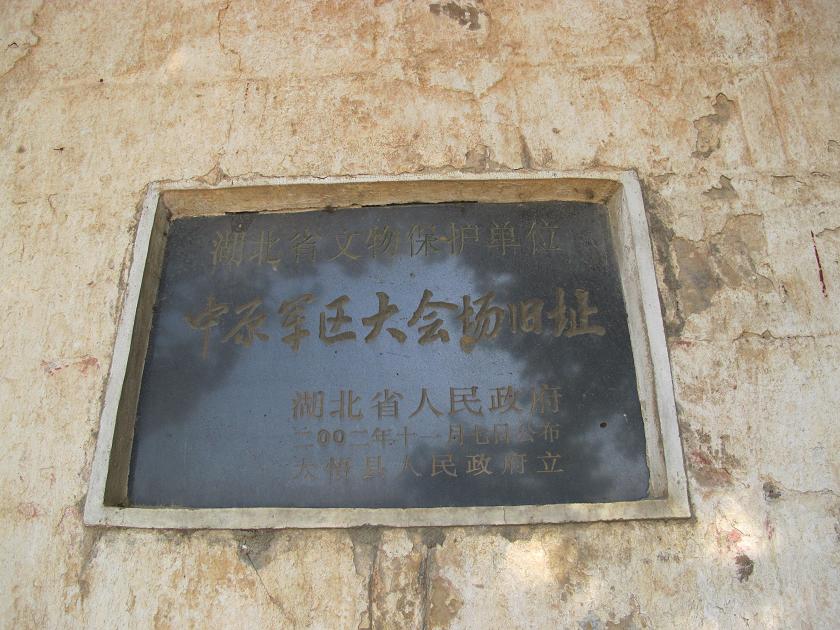 湖北省文物保护单位
中原军区大会场旧址
湖北省人民政府
二00二年十一月七日公布
大悟县人民政府立